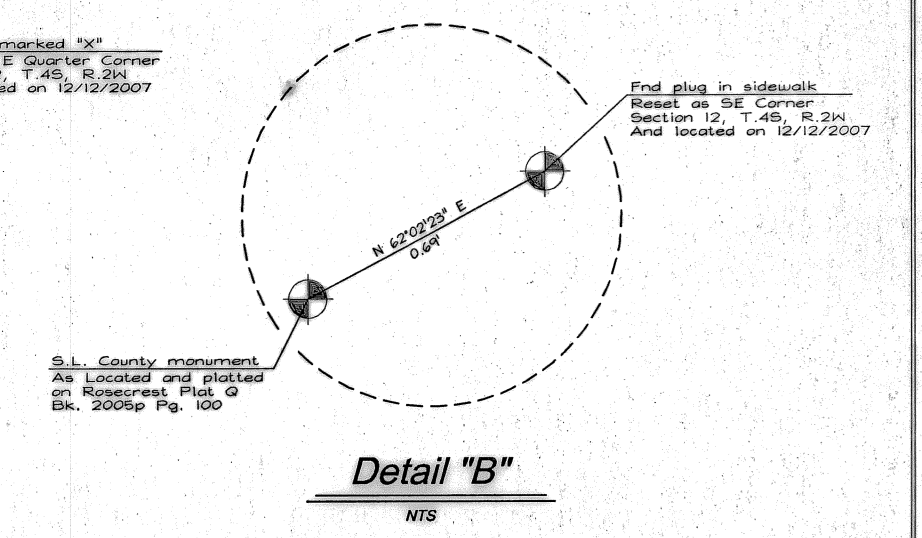 marked "X"
E Quarter Corner
T.4S, R.2W
ed on 12/12/2007
Fnd plug in sidewalk
Reset as SE Corner
Section 12, T.4S, R.2W
And located on 12/12/2007
N 62°02'23" E
0.69'
S.L. County monument
As Located and platted
on Rosecrest Plat Q
Bk. 2005p Pg. 100
Detail "B"
NTS